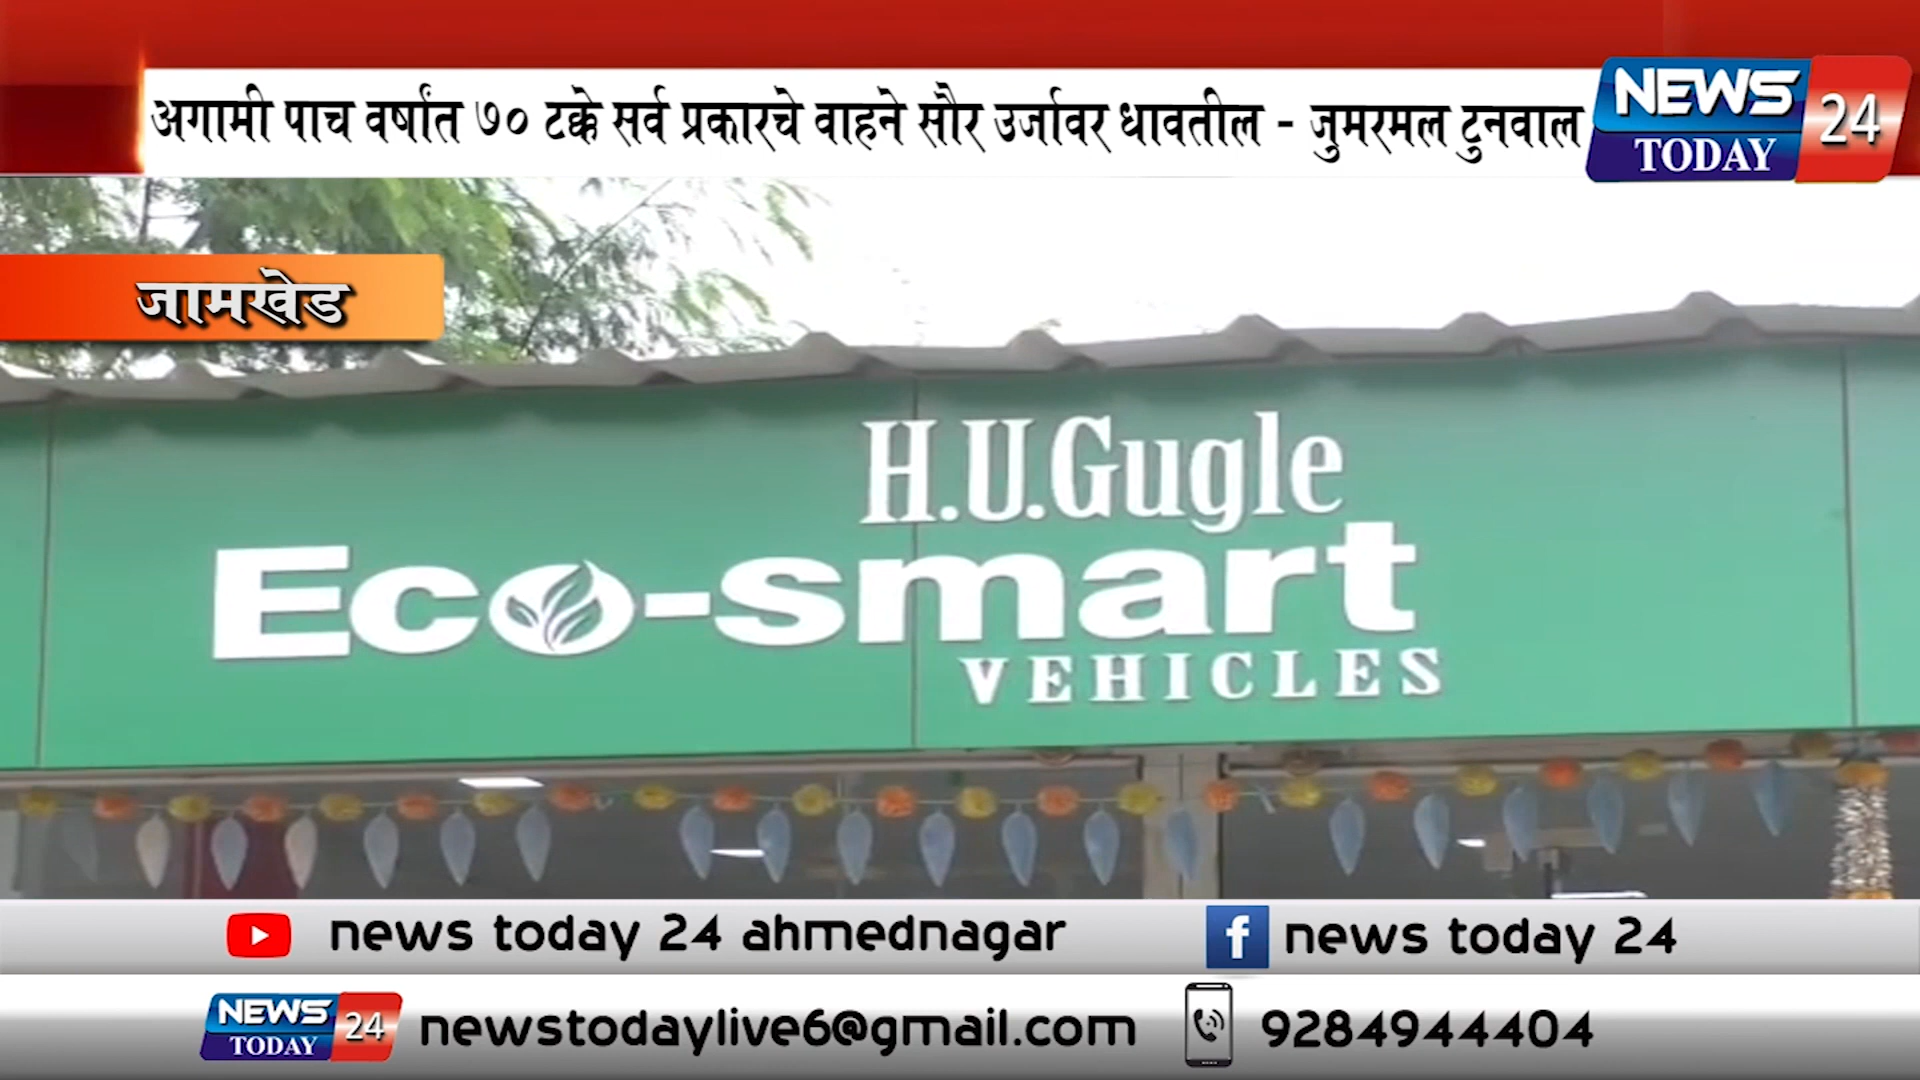 अगामी पाच वर्षांत ७० टक्के सर्व प्रकारचे वाहने सौर उर्जावर धावतील - जुमरमल टुनवाल
NEWS TODAY 24
जामखेड
H.U.Gugle
Eco-smart
VEHICLES
news today 24 ahmednagar
news today 24
NEWS TODAY 24
newstodaylive6@gmail.com
9284944404